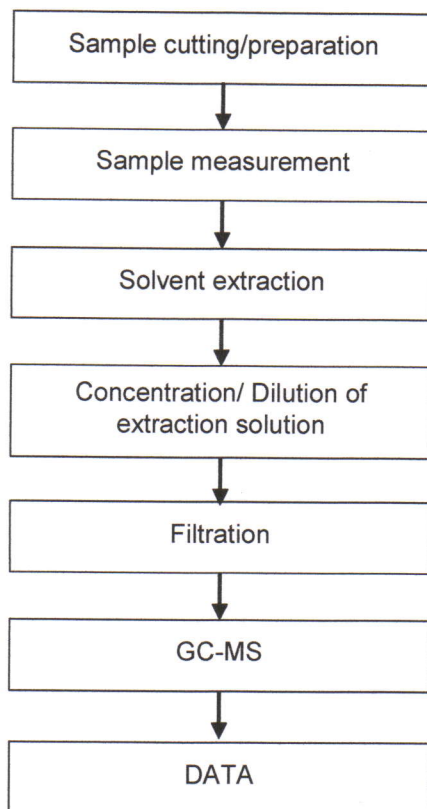 Sample cutting/preparation
Sample measurement
Solvent extraction
Concentration/ Dilution of
extraction solution
Filtration
GC-MS
DATA